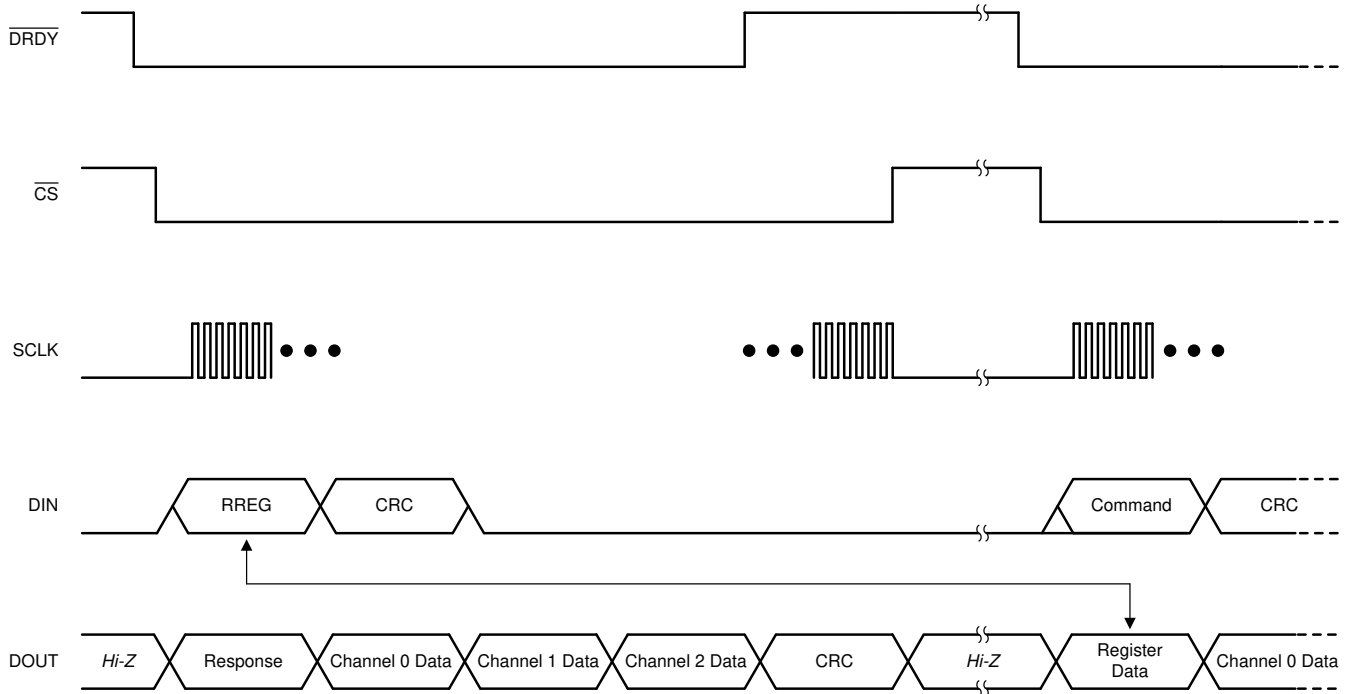 DRDY
CS
SCLK
DIN
RREG
CRC
Command
CRC
DOUT
Hi-Z
Response
Channel 0 Data
Channel 1 Data
Channel 2 Data
CRC
Hi-Z
Register
Data
Channel 0 Data